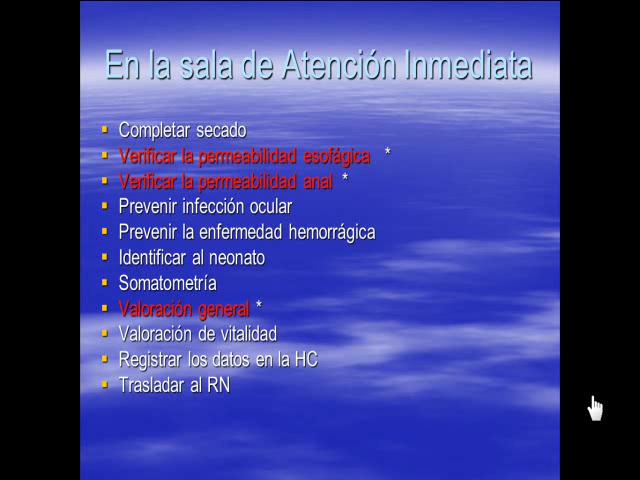 En la sala de Atención Inmediata
Completar secado
Verificar la permeabilidad esofágica *
Verificar la permeabilidad anal *
Prevenir infección ocular
Prevenir la enfermedad hemorrágica
Identificar al neonato
Somatometría
Valoración general *
Valoración de vitalidad
Registrar los datos en la HC
Trasladar al RN